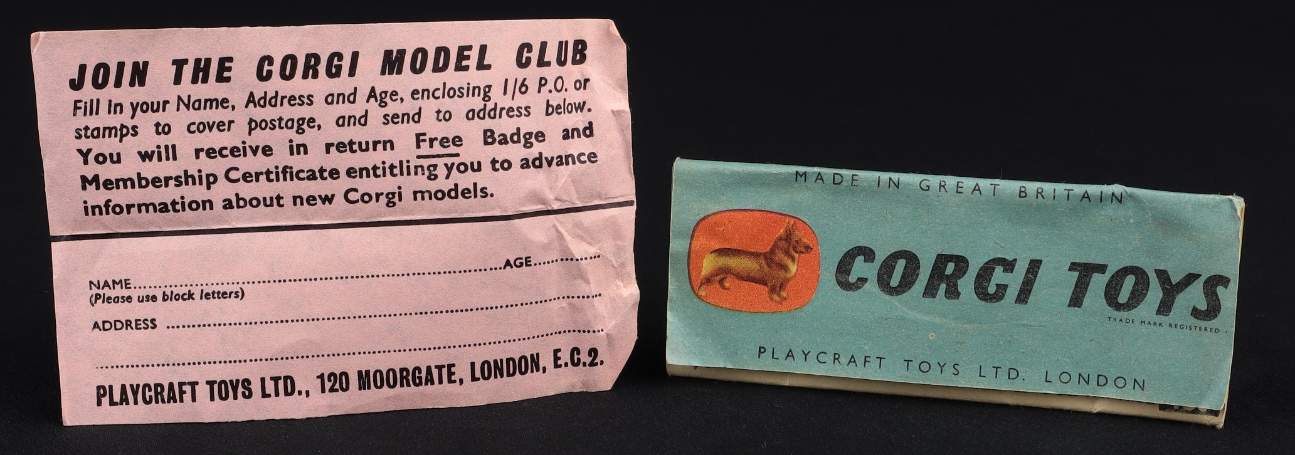 JOIN THE CORGI MODEL CLUB
Fill in your Name, Address and Age, enclosing 1/6 P.O. or
stamps to cover postage, and send to address below.
You will receive in return Free Badge and
Membership Certificate entitling you to advance
information about new Corgi models.
NAME..........AGE..........
(Please use block letters)
ADDRESS ..........
PLAYCRAFT TOYS LTD., 120 MOORGATE, LONDON, E.C.2.
MADE IN GREAT BRITAIN
CORGI TOYS
TRADE MARK REGISTERED
PLAYCRAFT TOYS LTD. LONDON